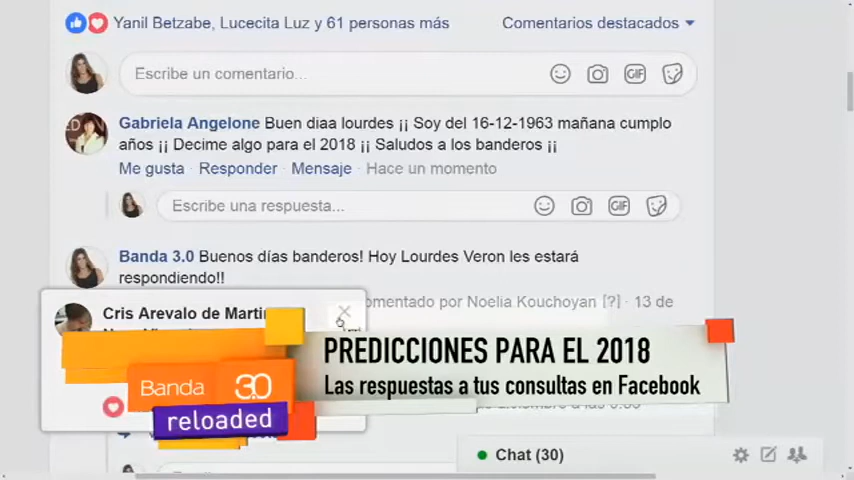 Yanil Betzabe, Lucecita Luz y 61 personas más
Comentarios destacados
Escribe un comentario...
GIF
Gabriela Angelone Buen diaa lourdes ¡¡ Soy del 16-12-1963 mañana cumplo
años ¡¡ Decime algo para el 2018 ¡¡ Saludos a los banderos ¡¡
Me gusta · Responder · Mensaje · Hace un momento
Escribe una respuesta...
GIF
Banda 3.0 Buenos días banderos! Hoy Lourdes Veron les estará
respondiendo!!
Cris Arevalo de
omentado por Noelia Kouchoyan [?] · 13 de
PREDICCIONES PARA EL 2018
Las respuestas a tus consultas en Facebook
Banda 3.0
reloaded
Chat (30)